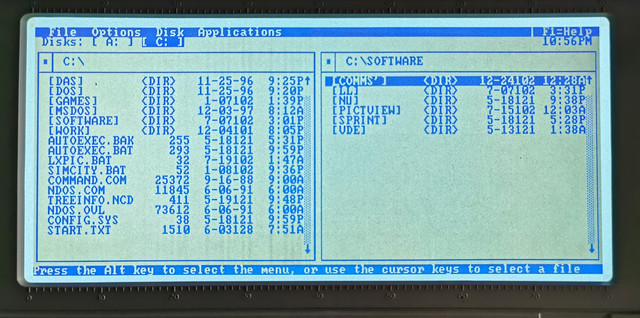 File Options Disk Applications F1=Help
Disks: [ A: ] [ C: ] 10:56PM
C:\ C:\SOFTWARE
[DAS] <DIR> 11-25-96 9:25P
[DOS] <DIR> 11-25-96 9:20P
[GAMES] <DIR> 1-07102 1:39P
[MSDOS] <DIR> 12-03-97 8:12A
[SOFTWARE] <DIR> 7-07102 3:01P
[WORK] <DIR> 12-04101 8:05P
AUTOEXEC.BAK 255 5-18121 5:31P
AUTOEXEC.BAT 293 5-18121 9:59P
LXPIC.BAT 32 7-19102 1:47A
SIMCITY.BAT 52 1-08102 9:36P
COMMAND.COM 25372 9-16-88 9:00A
NDOS.COM 11845 6-06-91 6:00A
TREEINFO.NCD 411 5-19121 9:48P
NDOS.OVL 73612 6-06-91 6:00A
CONFIG.SYS 38 5-18121 9:59P
START.TXT 1510 6-03128 7:51A
[COMMS'] <DIR> 12-24102 12:28A
[LL] <DIR> 7-07102 3:31P
[NU] <DIR> 5-18121 9:38P
[PICTVIEW] <DIR> 7-15102 12:03A
[SPRINT] <DIR> 5-18121 5:28P
[VDE] <DIR> 5-13121 1:38A
Press the Alt key to select the menu, or use the cursor keys to select a file